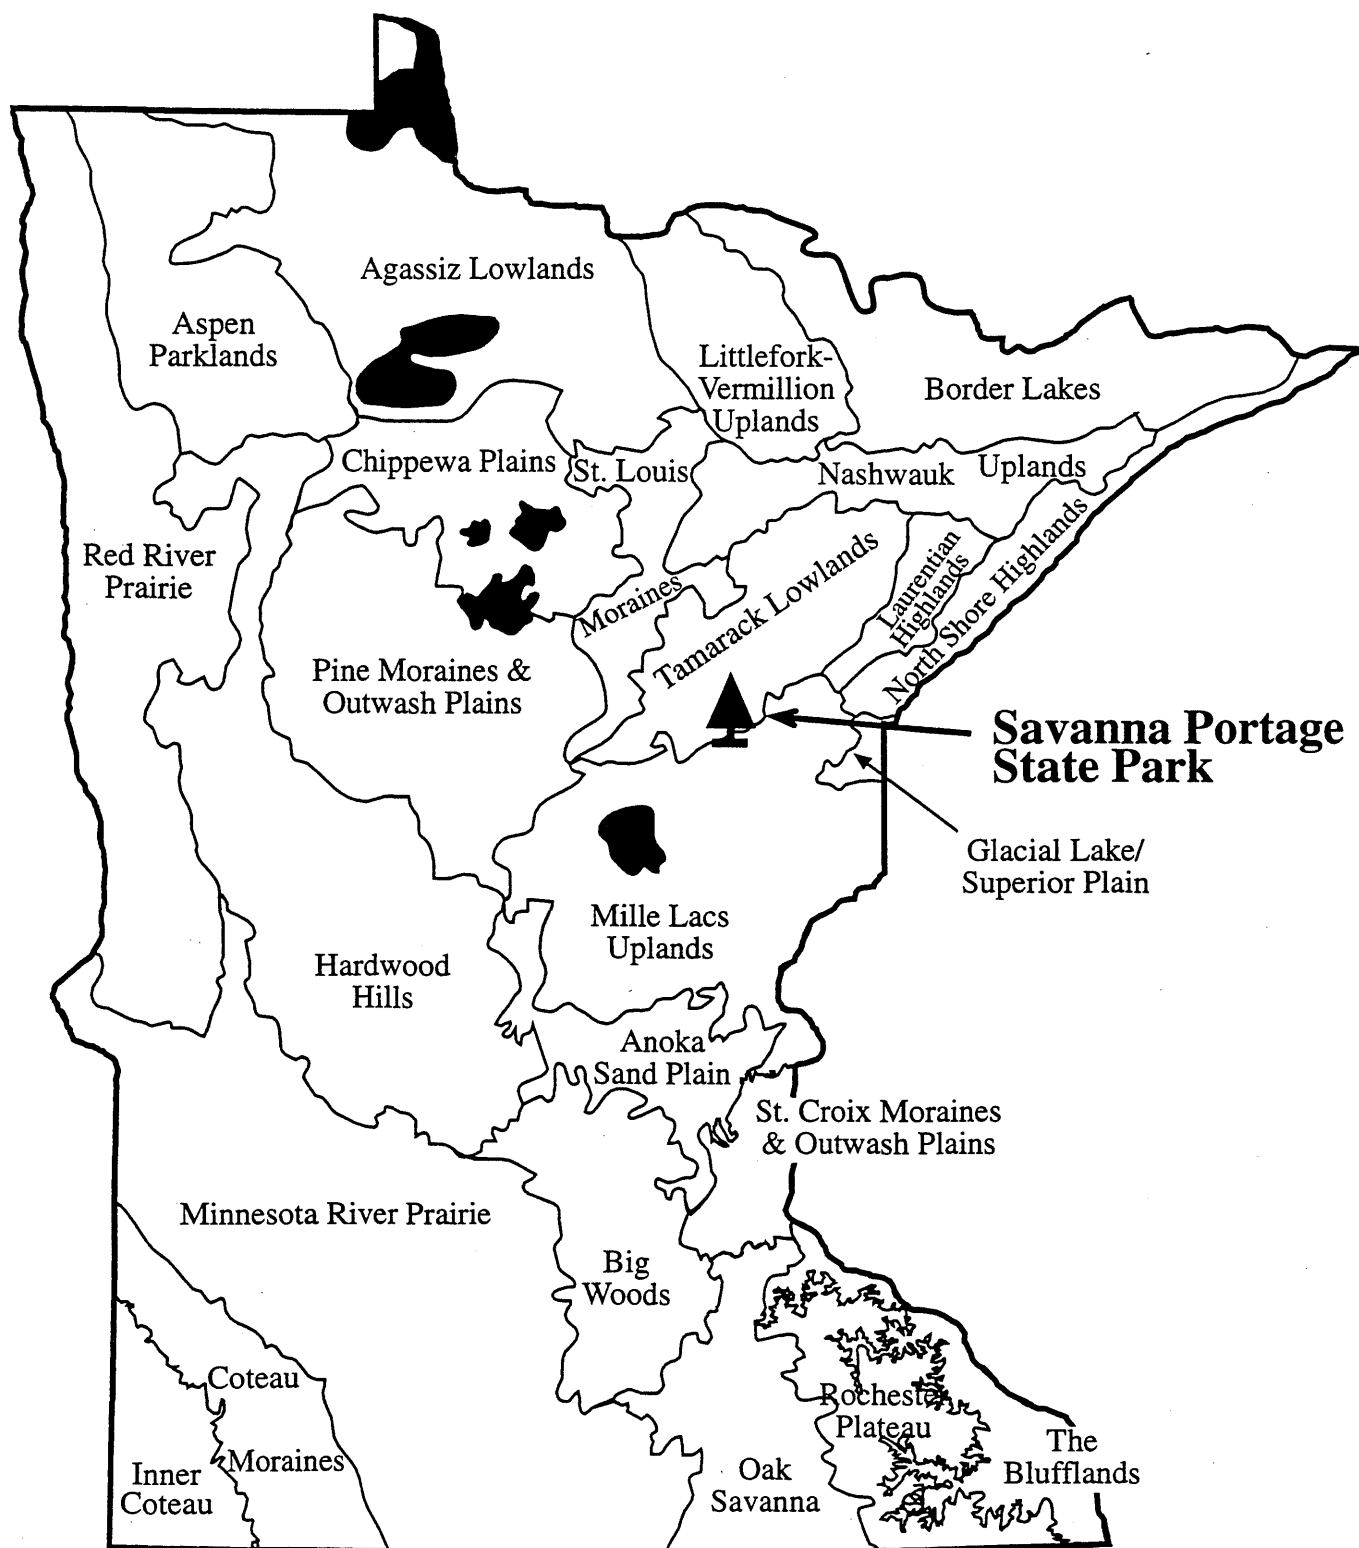 Agassiz Lowlands
Aspen
Parklands
Littlefork-
Vermillion
Uplands
Border Lakes
Chippewa Plains
St. Louis
Moraines
Nashwauk Uplands
Red River
Prairie
Tamarack Lowlands
Laurentian
Highlands
North Shore Highlands
Pine Moraines &
Outwash Plains
Savanna Portage
State Park
Glacial Lake/
Superior Plain
Mille Lacs
Uplands
Hardwood
Hills
Anoka
Sand Plain
St. Croix Moraines
& Outwash Plains
Minnesota River Prairie
Big
Woods
Coteau
Moraines
Inner
Coteau
Rochester
Plateau
Oak
Savanna
The
Blufflands